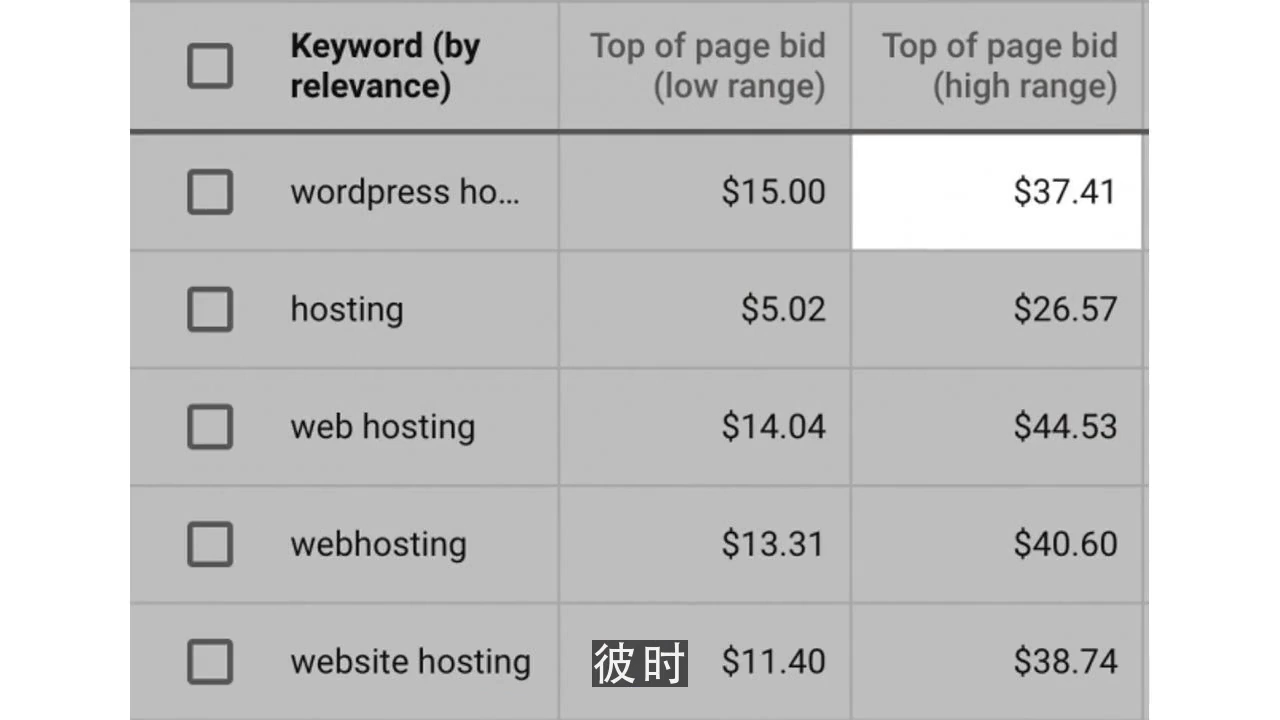 Keyword (by relevance) Top of page bid (low range) Top of page bid (high range)
wordpress ho... $15.00 $37.41
hosting $5.02 $26.57
web hosting $14.04 $44.53
webhosting $13.31 $40.60
website hosting $11.40 $38.74
彼时